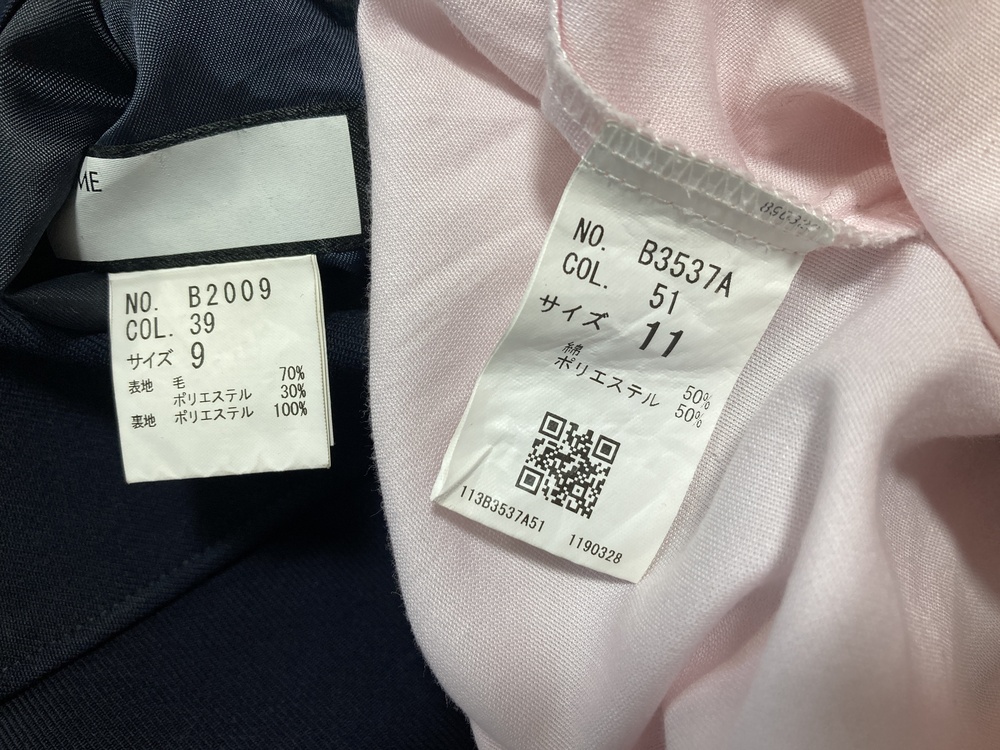 ME
NO. B2009
COL. 39
サイズ 9
表地 毛 70%
ポリエステル 30%
裏地 ポリエステル 100%
NO. B3537A
COL. 51
サイズ 11
綿 50%
ポリエステル 50%
113B3537A51 1190328